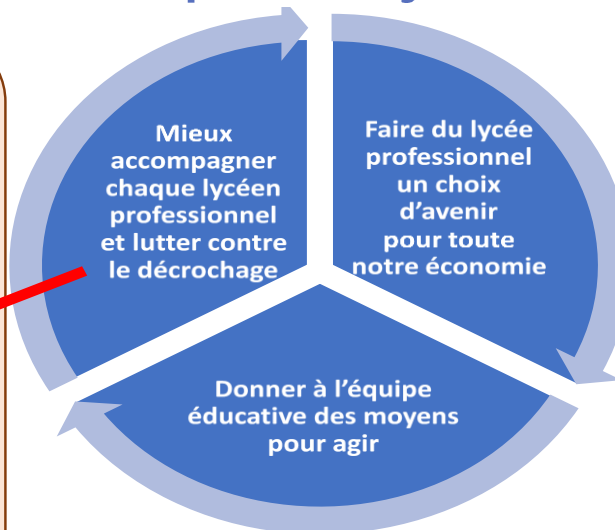 Mieux
accompagner
chaque lycéen
professionnel
et lutter contre
le décrochage
Faire du lycée
professionnel
un choix
d'avenir
pour toute
notre économie
Donner à l'équipe
éducative des moyens
pour agir